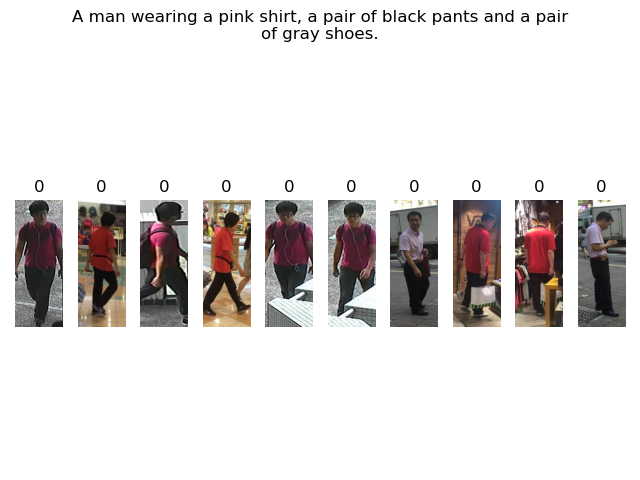 A man wearing a pink shirt, a pair of black pants and a pair
of gray shoes.
0 0 0 0 0 0 0 0 0 0